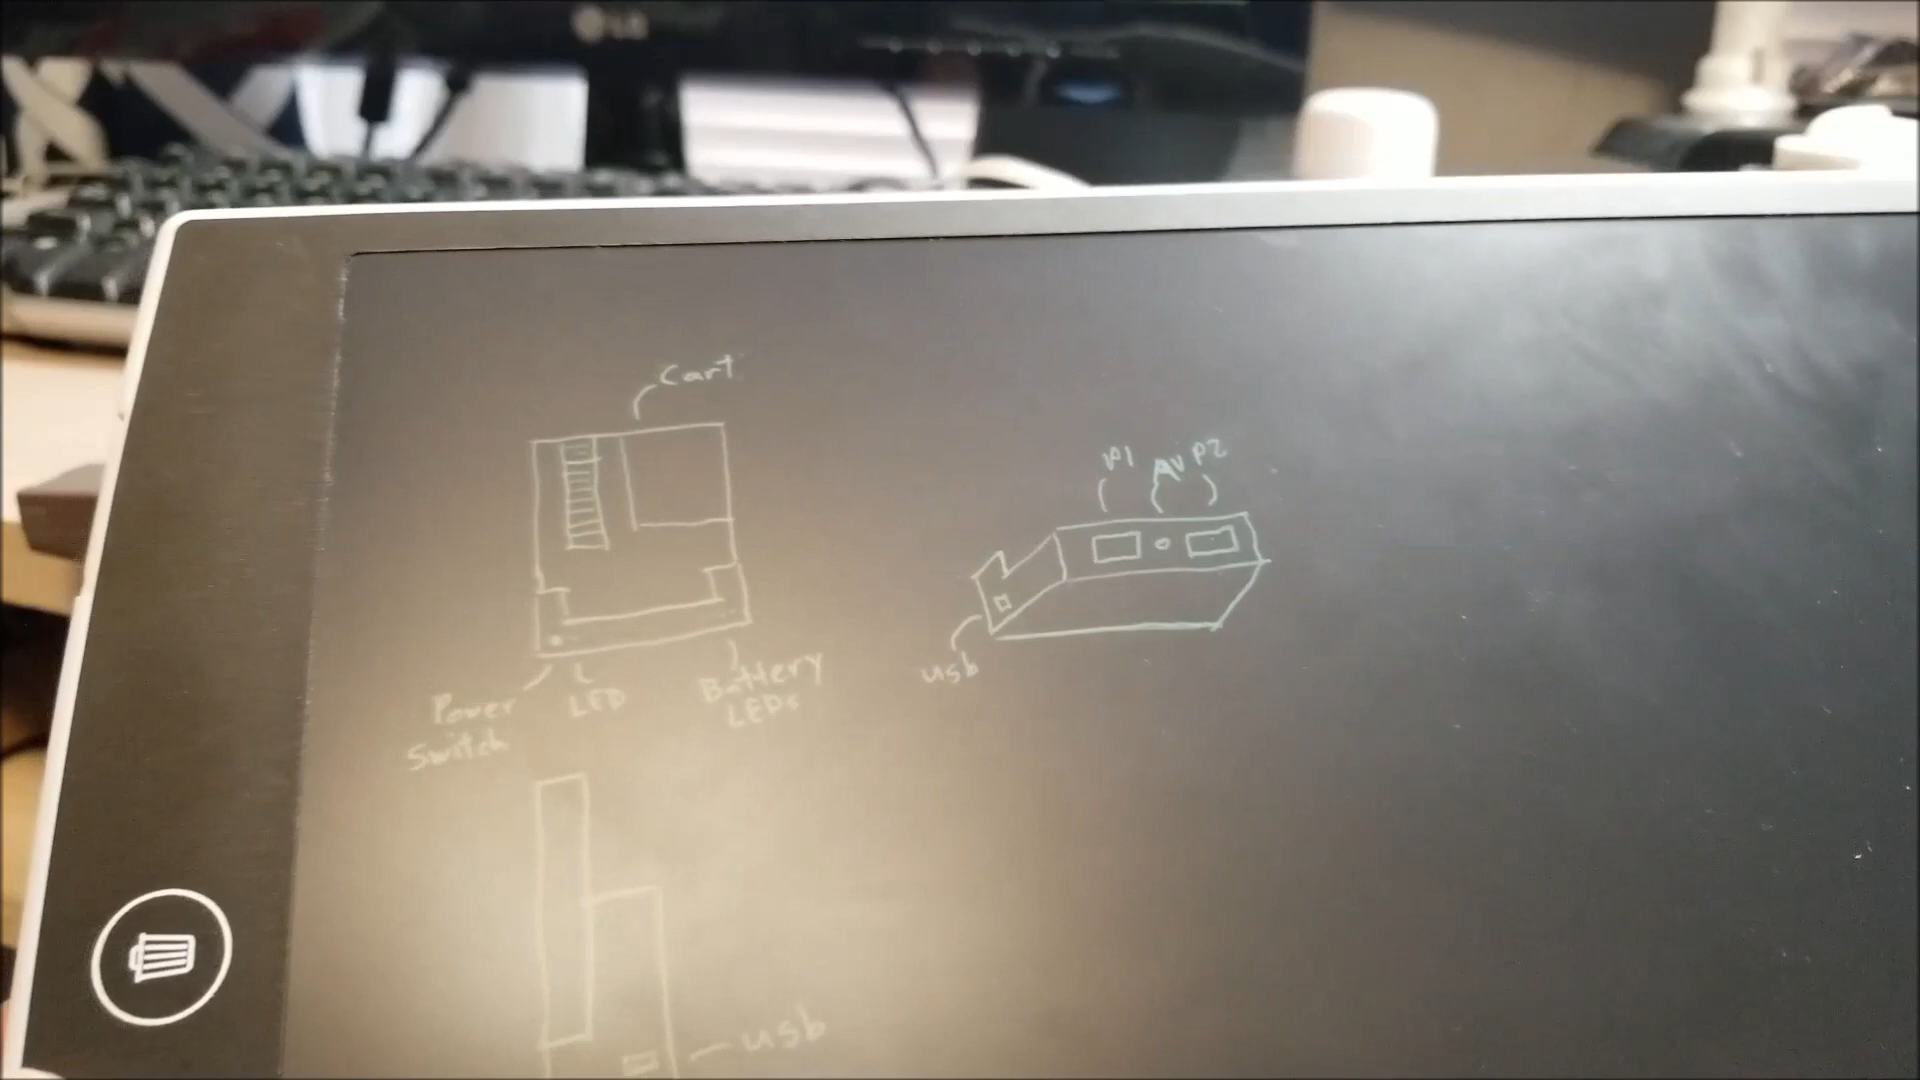 LG
Cart
P1 AV P2
Power
Switch
LED
Battery
LEDs
usb
usb